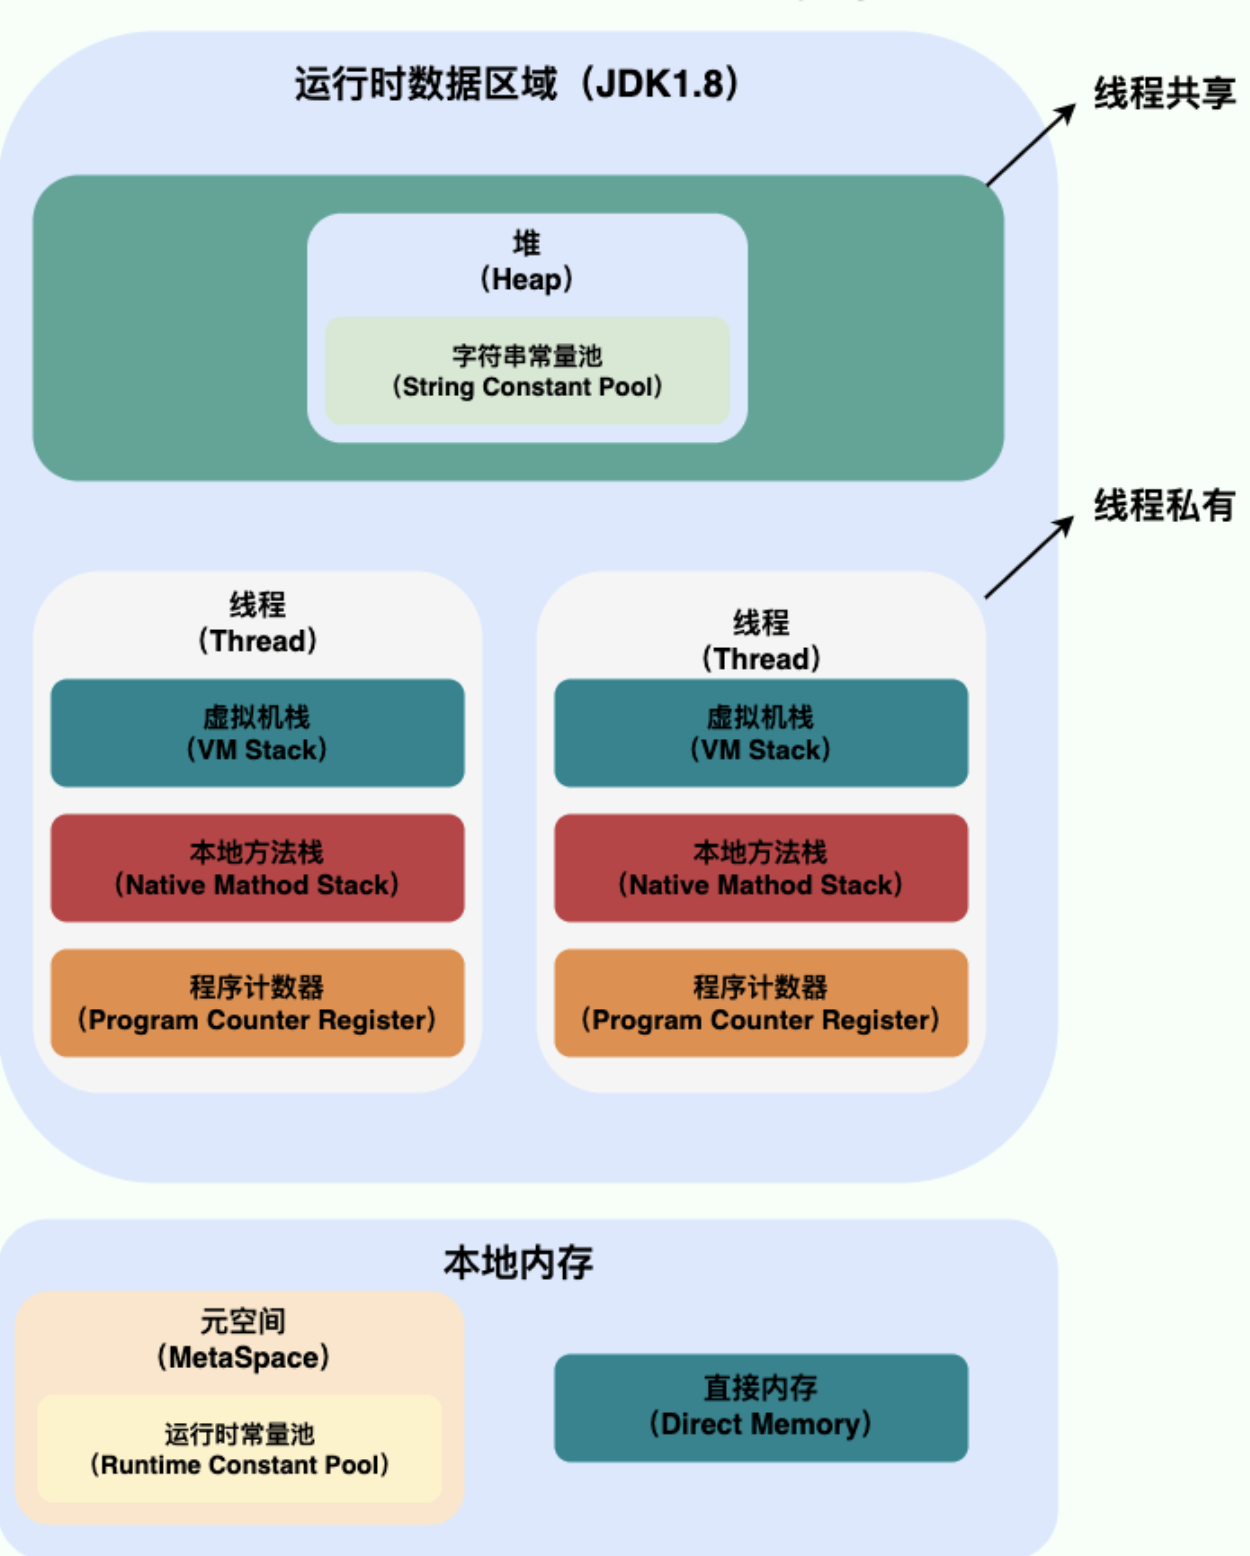 运行时数据区域（JDK1.8）
线程共享
堆
（Heap）
字符串常量池
（String Constant Pool）
线程私有
线程
（Thread）
虚拟机栈
（VM Stack）
本地方法栈
（Native Mathod Stack）
程序计数器
（Program Counter Register）
线程
（Thread）
虚拟机栈
（VM Stack）
本地方法栈
（Native Mathod Stack）
程序计数器
（Program Counter Register）
本地内存
元空间
（MetaSpace）
运行时常量池
（Runtime Constant Pool）
直接内存
（Direct Memory）